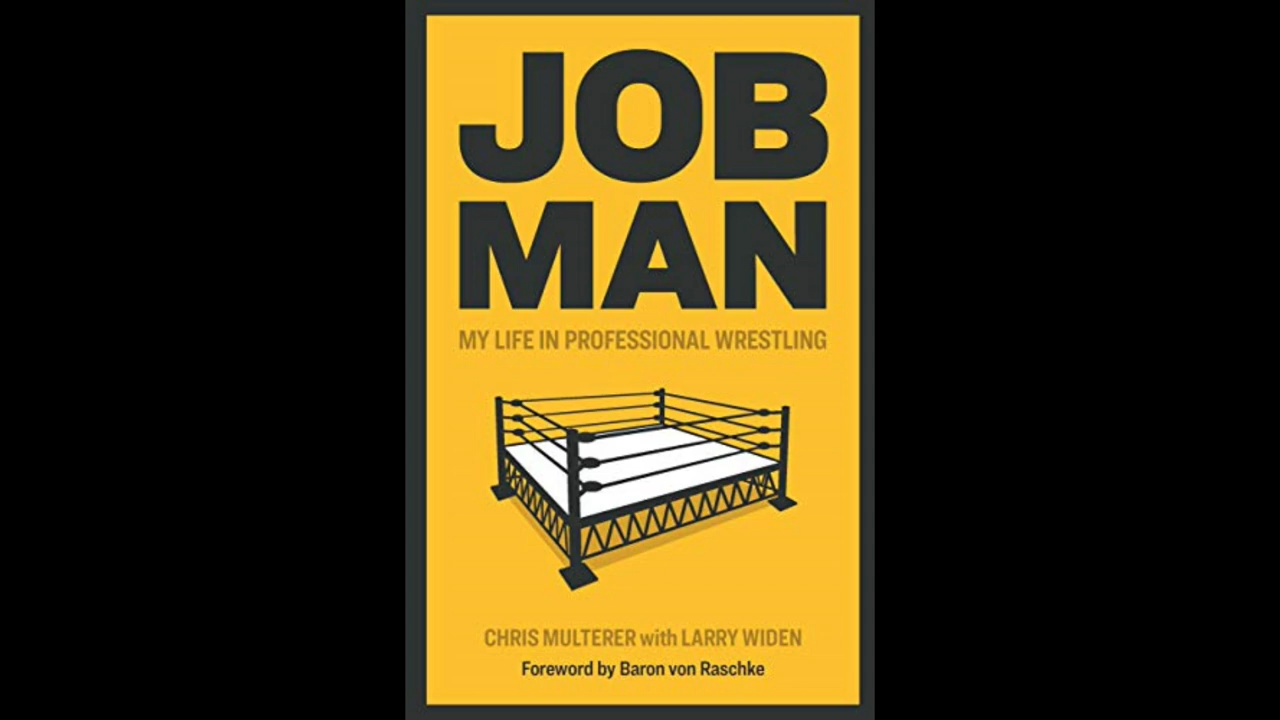 JOB
MAN
MY LIFE IN PROFESSIONAL WRESTLING
CHRIS MULTERER with LARRY WIDEN
Foreword by Baron von Raschke